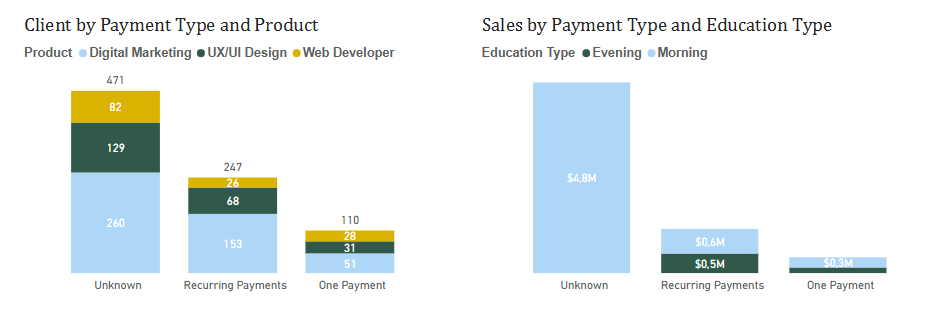 Client by Payment Type and Product
Product Digital Marketing UX/UI Design Web Developer
471
82
129
260
Unknown
247
26
68
153
Recurring Payments
110
28
31
51
One Payment
Sales by Payment Type and Education Type
Education Type Evening Morning
$4,8M
Unknown
$0,6M
$0,5M
Recurring Payments
$0,3M
One Payment